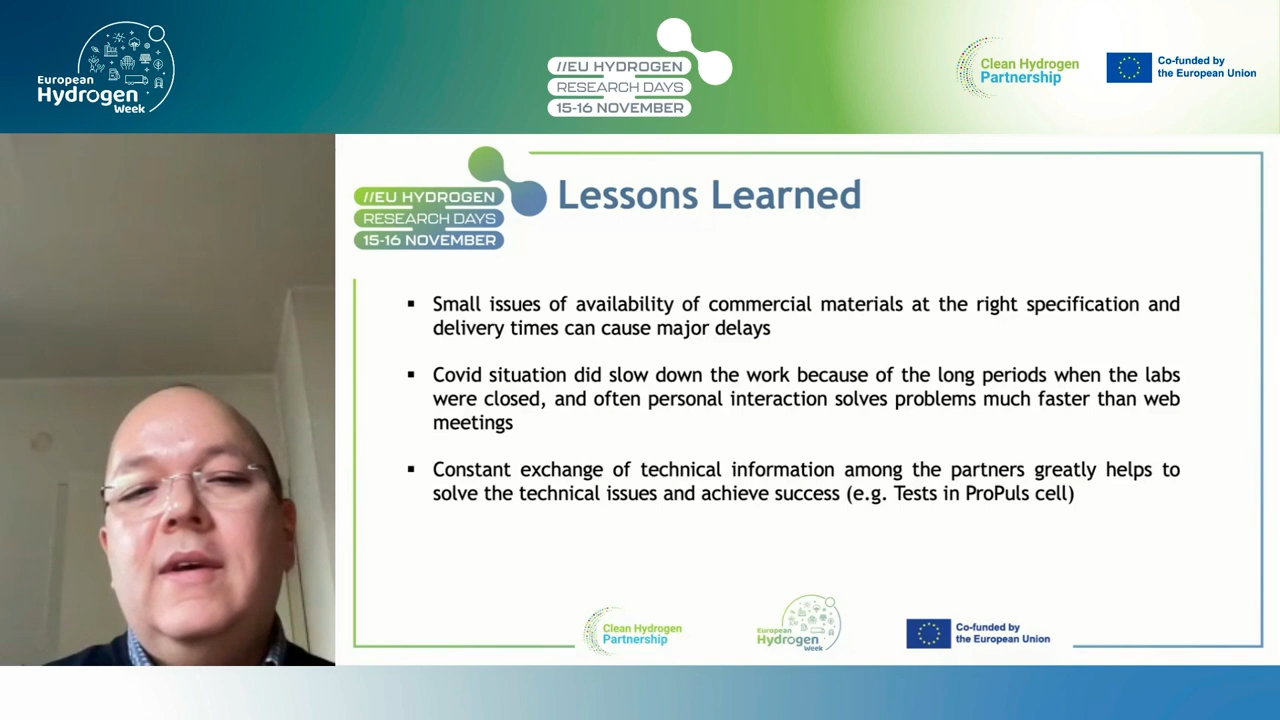 European
Hydrogen
Week
//EU HYDROGEN
RESEARCH DAYS
15-16 NOVEMBER
Clean Hydrogen
Partnership
Co-funded by
the European Union
//EU HYDROGEN
RESEARCH DAYS
15-16 NOVEMBER
Lessons Learned
▪ Small issues of availability of commercial materials at the right specification and
delivery times can cause major delays
▪ Covid situation did slow down the work because of the long periods when the labs
were closed, and often personal interaction solves problems much faster than web
meetings
▪ Constant exchange of technical information among the partners greatly helps to
solve the technical issues and achieve success (e.g. Tests in ProPuls cell)
Clean Hydrogen
Partnership
European
Hydrogen
Week
Co-funded by
the European Union